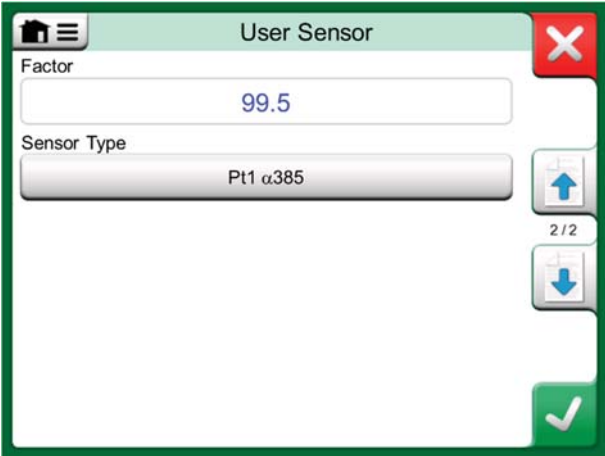 User Sensor
Factor
99.5
Sensor Type
Pt1 α385
2/2